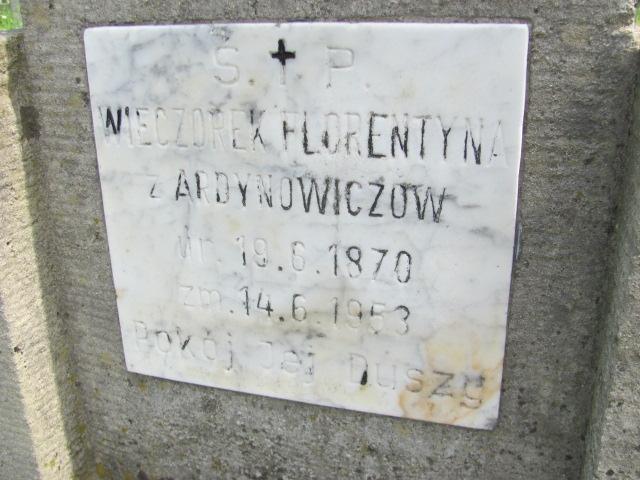 S. † P.
WIECZOREK FLORENTYNA
z ARDYNOWICZÓW
ur. 19.6.1870
zm. 14.6.1953
Pokój Jej Duszy